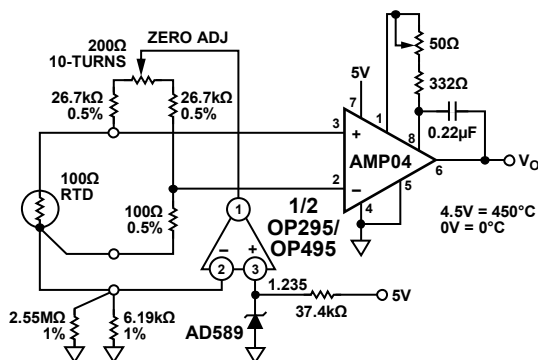 ZERO ADJ
200Ω
10-TURNS
26.7kΩ
0.5%
26.7kΩ
0.5%
50Ω
332Ω
5V
7
1
0.22µF
8
3
+
AMP04
6
VO
100Ω
RTD
2
–
5
4
100Ω
0.5%
1
1/2
OP295/
OP495
4.5V = 450°C
0V = 0°C
–
+
2
3
1.235
37.4kΩ
5V
2.55MΩ
1%
6.19kΩ
1%
AD589